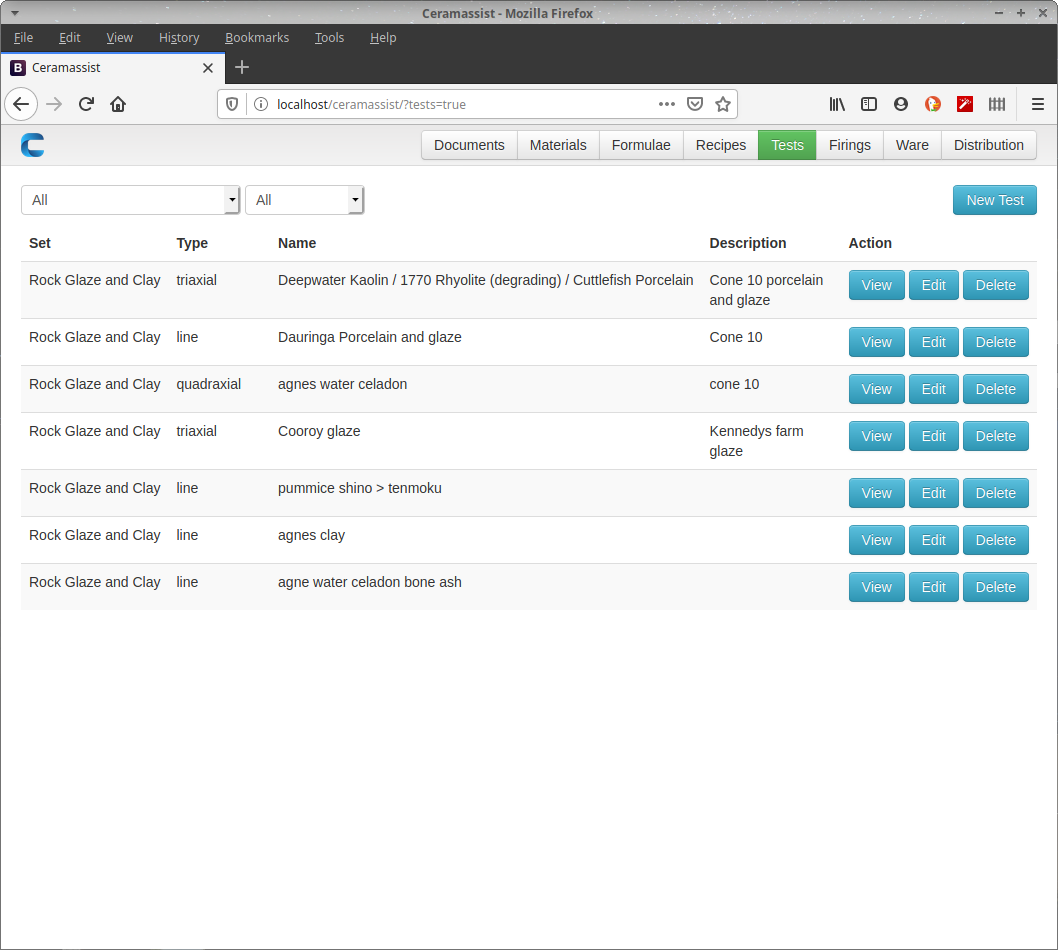 Ceramassist - Mozilla Firefox
File Edit View History Bookmarks Tools Help
B Ceramassist
localhost/ceramassist/?tests=true
Documents Materials Formulae Recipes Tests Firings Ware Distribution
All All New Test
Set Type Name Description Action
Rock Glaze and Clay triaxial Deepwater Kaolin / 1770 Rhyolite (degrading) / Cuttlefish Porcelain Cone 10 porcelain View Edit Delete
and glaze
Rock Glaze and Clay line Dauringa Porcelain and glaze Cone 10 View Edit Delete
Rock Glaze and Clay quadraxial agnes water celadon cone 10 View Edit Delete
Rock Glaze and Clay triaxial Cooroy glaze Kennedys farm View Edit Delete
glaze
Rock Glaze and Clay line pummice shino > tenmoku View Edit Delete
Rock Glaze and Clay line agnes clay View Edit Delete
Rock Glaze and Clay line agne water celadon bone ash View Edit Delete